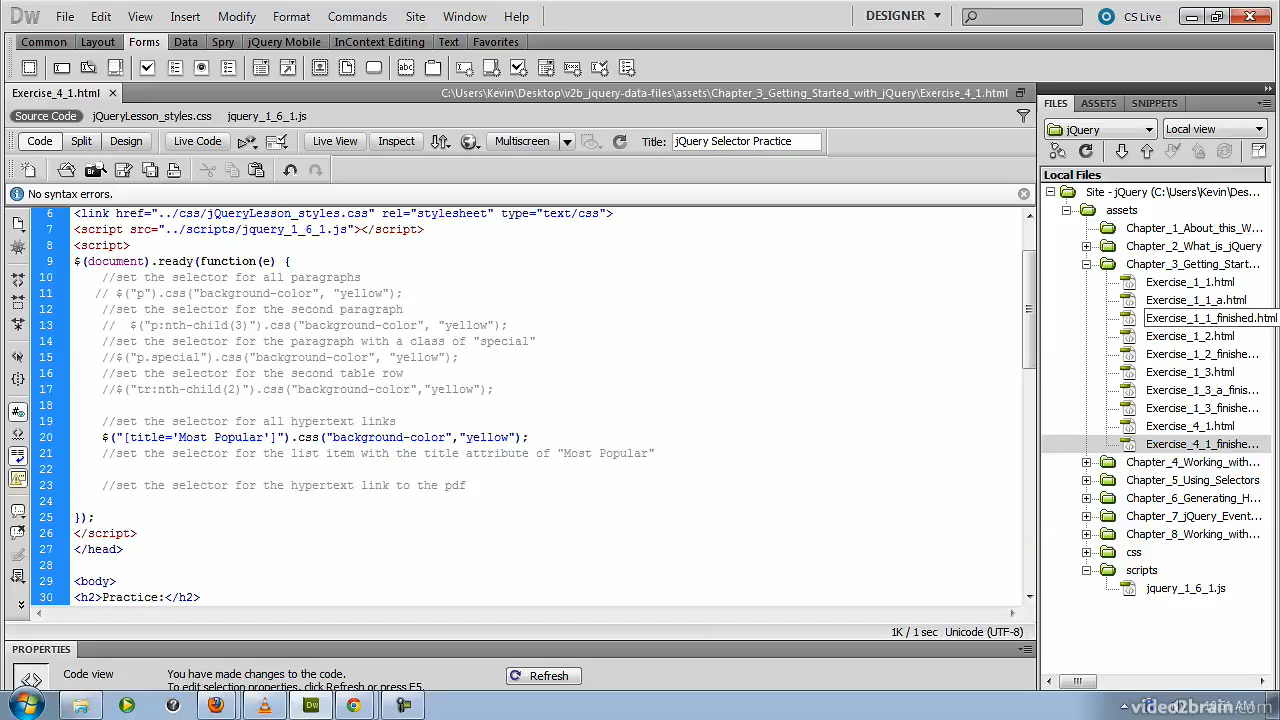 Dw File Edit View Insert Modify Format Commands Site Window Help DESIGNER CS Live
Common Layout Forms Data Spry jQuery Mobile InContext Editing Text Favorites
Exercise_4_1.html C:\Users\Kevin\Desktop\v2b_jquery-data-files\assets\Chapter_3_Getting_Started_with_jQuery\Exercise_4_1.html
Source Code jQueryLesson_styles.css jquery_1_6_1.js
Code Split Design Live Code Live View Inspect Multiscreen Title: jQuery Selector Practice
No syntax errors.
6 <link href="../css/jQueryLesson_styles.css" rel="stylesheet" type="text/css">
7 <script src="../scripts/jquery_1_6_1.js"></script>
8 <script>
9 $(document).ready(function(e) {
10 //set the selector for all paragraphs
11 // $("p").css("background-color", "yellow");
12 //set the selector for the second paragraph
13 // $("p:nth-child(3)").css("background-color", "yellow");
14 //set the selector for the paragraph with a class of "special"
15 //$("p.special").css("background-color", "yellow");
16 //set the selector for the second table row
17 //$("tr:nth-child(2)").css("background-color","yellow");
18
19 //set the selector for all hypertext links
20 $("[title='Most Popular']").css("background-color","yellow");
21 //set the selector for the list item with the title attribute of "Most Popular"
22
23 //set the selector for the hypertext link to the pdf
24
25 });
26 </script>
27 </head>
28
29 <body>
30 <h2>Practice:</h2>
1K / 1 sec Unicode (UTF-8)
PROPERTIES
Code view You have made changes to the code.
To edit selection properties, click Refresh or press F5.
Refresh
FILES ASSETS SNIPPETS
jQuery Local view
Local Files
Site - jQuery (C:\Users\Kevin\Des...
assets
Chapter_1_About_this_W...
Chapter_2_What is_jQuery
Chapter_3_Getting_Start...
Exercise_1_1.html
Exercise_1_1_a.html
Exercise_1_1_finished.html
Exercise_1_2.html
Exercise_1_2_finishe...
Exercise_1_3.html
Exercise_1_3_a_finis...
Exercise_1_3_finishe...
Exercise_4_1.html
Exercise_4_1_finishe...
Chapter_4_Working_with...
Chapter_5_Using_Selectors
Chapter_6_Generating_H...
Chapter_7_jQuery_Event...
Chapter_8_Working_with...
css
scripts
jquery_1_6_1.js
Dw
video2brain.com